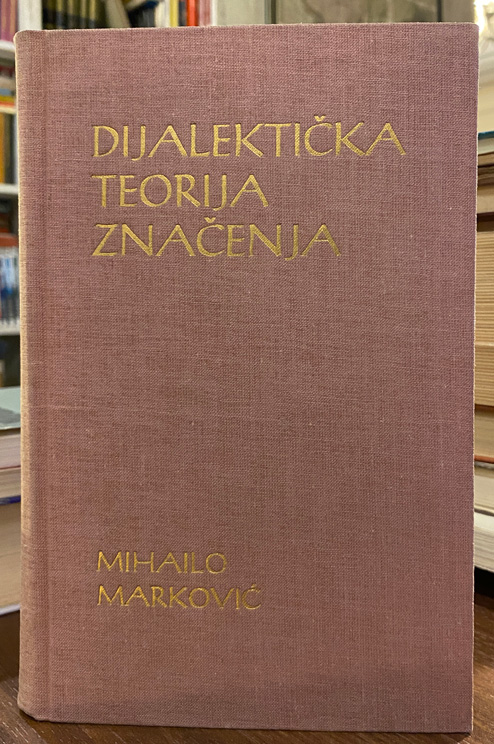 DIJALEKTIČKA
TEORIJA
ZNAČENJA
MIHAILO
MARKOVIĆ